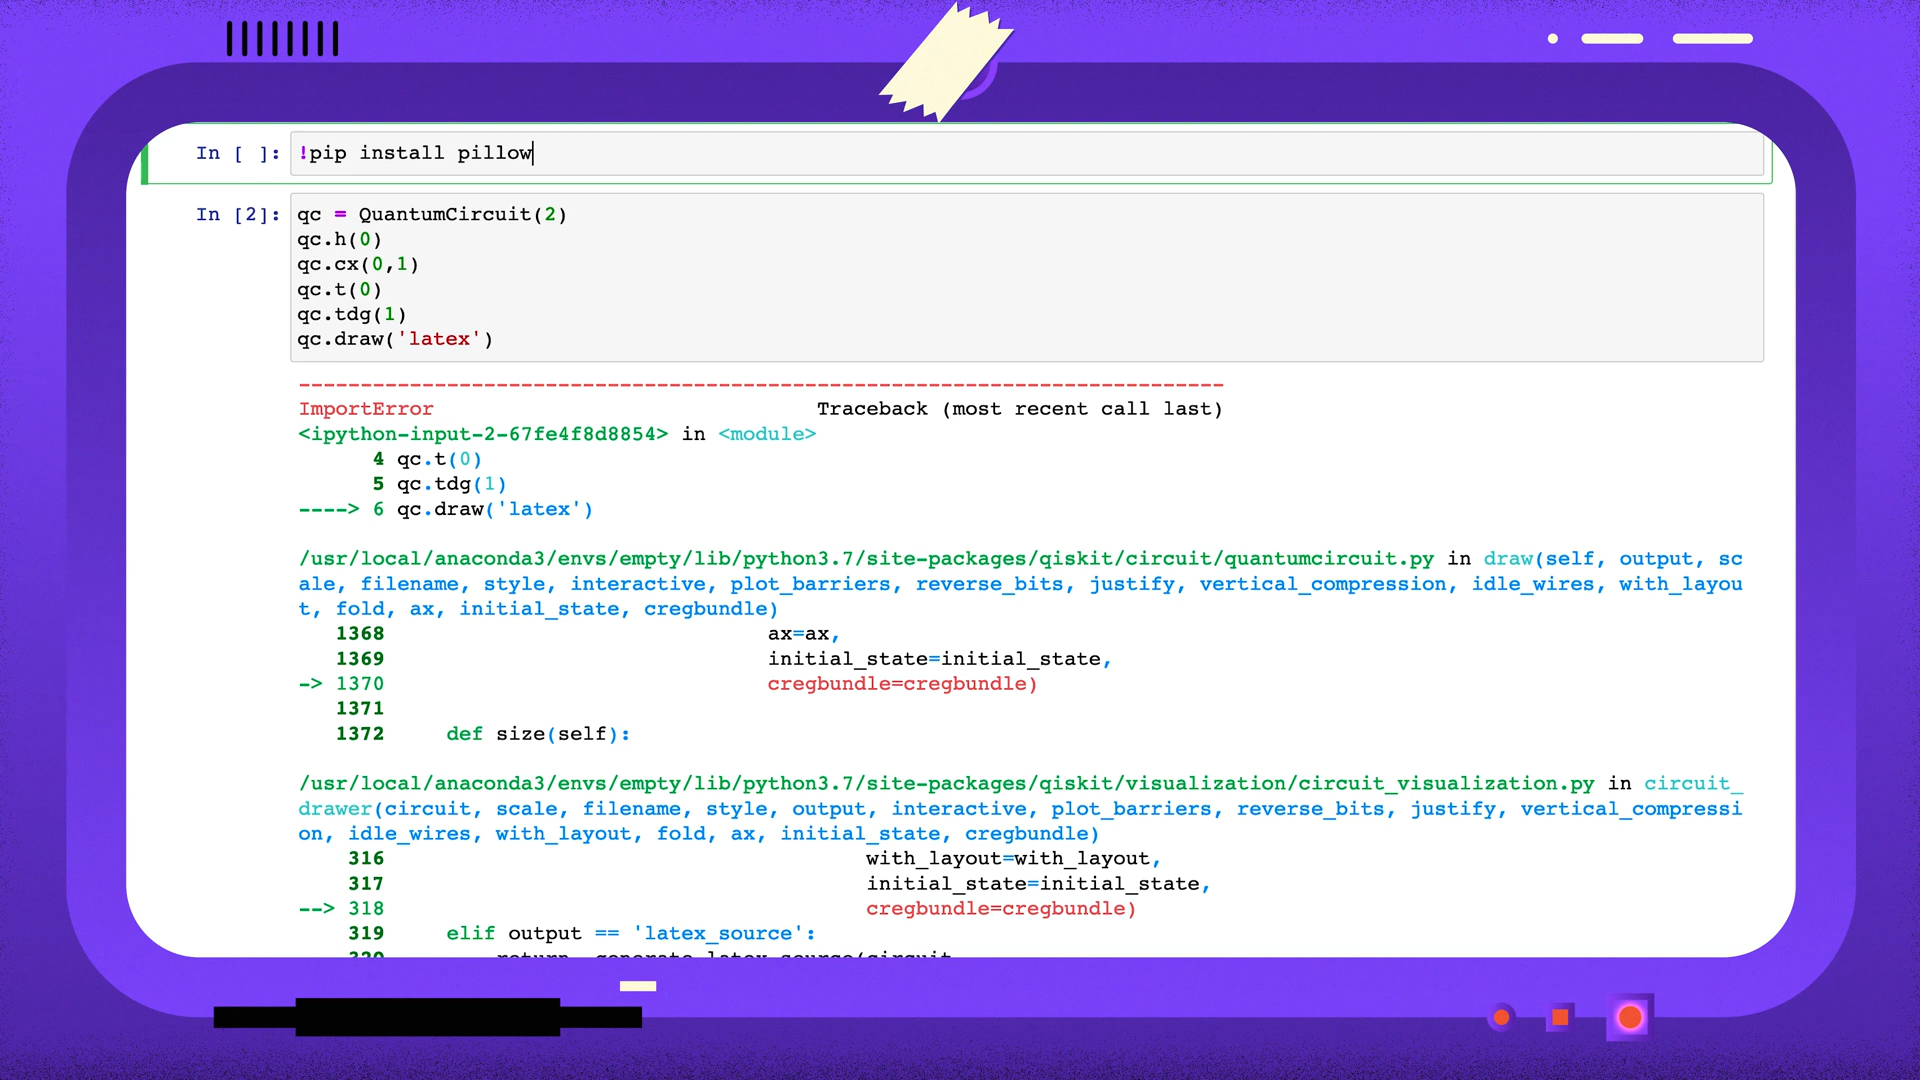 In [ ]: !pip install pillow
In [2]: qc = QuantumCircuit(2)
qc.h(0)
qc.cx(0,1)
qc.t(0)
qc.tdg(1)
qc.draw('latex')
---------------------------------------------------------------------------
ImportError                               Traceback (most recent call last)
<ipython-input-2-67fe4f8d8854> in <module>
      4 qc.t(0)
      5 qc.tdg(1)
----> 6 qc.draw('latex')
/usr/local/anaconda3/envs/empty/lib/python3.7/site-packages/qiskit/circuit/quantumcircuit.py in draw(self, output, sc
ale, filename, style, interactive, plot_barriers, reverse_bits, justify, vertical_compression, idle_wires, with_layou
t, fold, ax, initial_state, cregbundle)
   1368                               ax=ax,
   1369                               initial_state=initial_state,
-> 1370                               cregbundle=cregbundle)
   1371
   1372     def size(self):
/usr/local/anaconda3/envs/empty/lib/python3.7/site-packages/qiskit/visualization/circuit_visualization.py in circuit_
drawer(circuit, scale, filename, style, output, interactive, plot_barriers, reverse_bits, justify, vertical_compressi
on, idle_wires, with_layout, fold, ax, initial_state, cregbundle)
    316                                       with_layout=with_layout,
    317                                       initial_state=initial_state,
--> 318                                       cregbundle=cregbundle)
    319     elif output == 'latex_source':
    320         return _generate_latex_source(circuit,